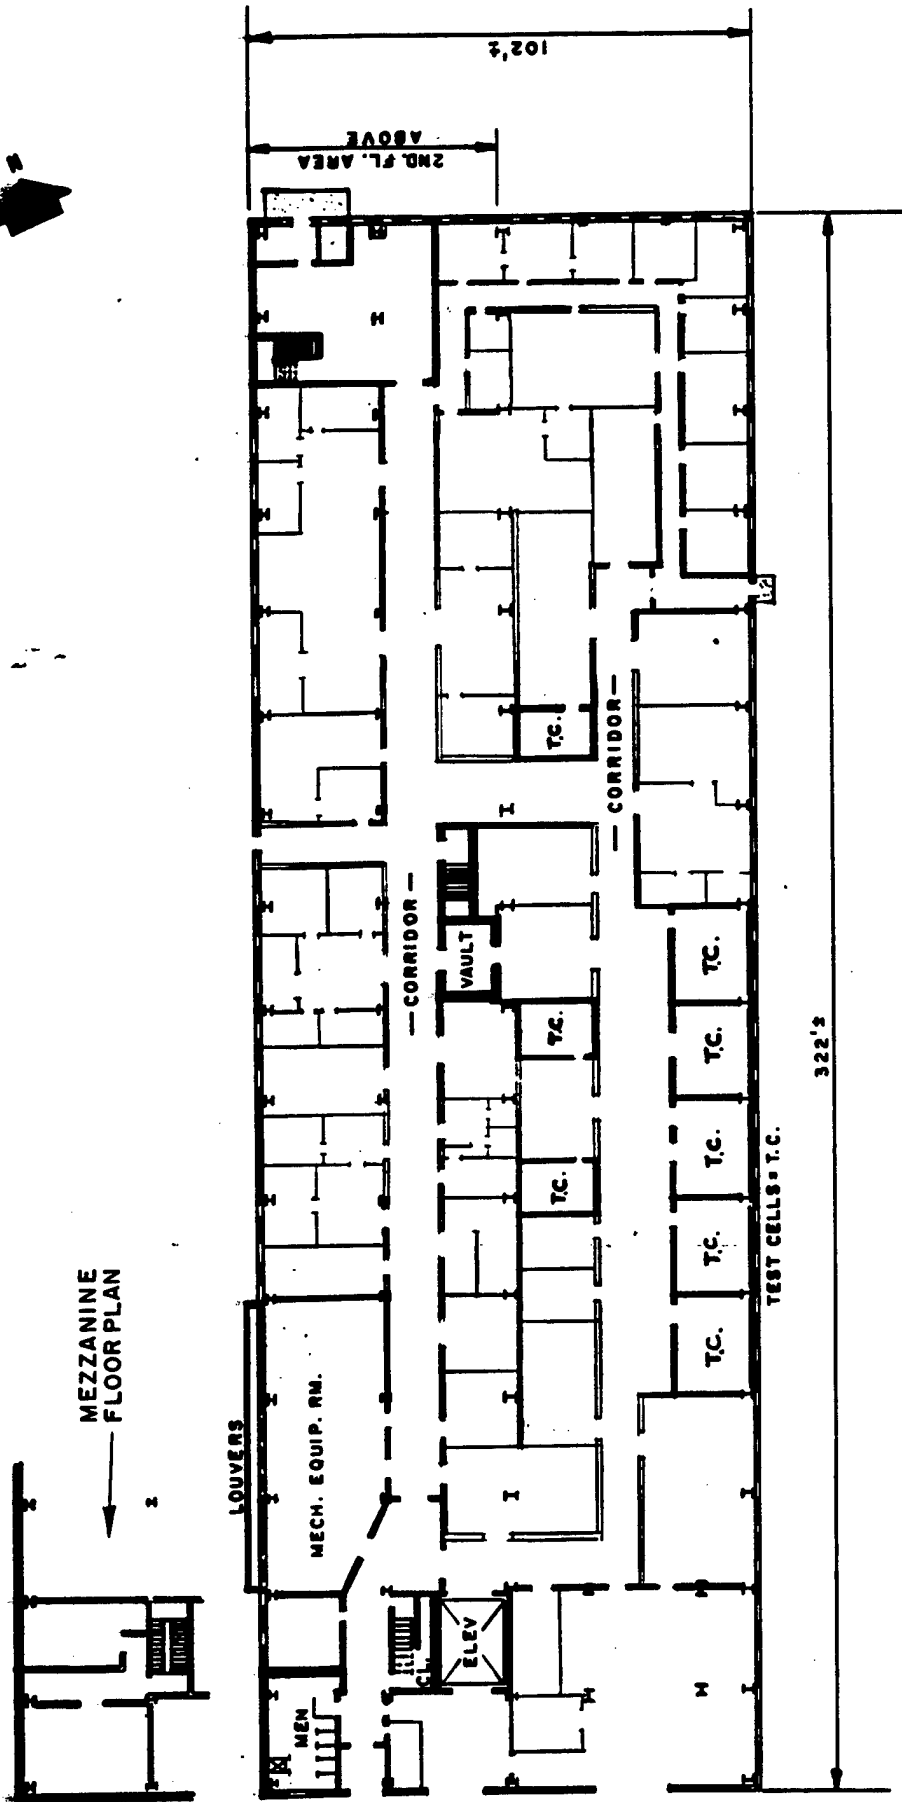 N
102'±
2ND. FL. AREA
ABOVE
T.C.
— CORRIDOR —
— CORRIDOR —
VAULT
T.C.
T.C.
T.C.
T.C.
T.C.
T.C.
T.C.
322'±
TEST CELLS = T.C.
MEZZANINE
FLOOR PLAN
LOUVERS
MECH. EQUIP. RM.
ELEV
CL.
MEN